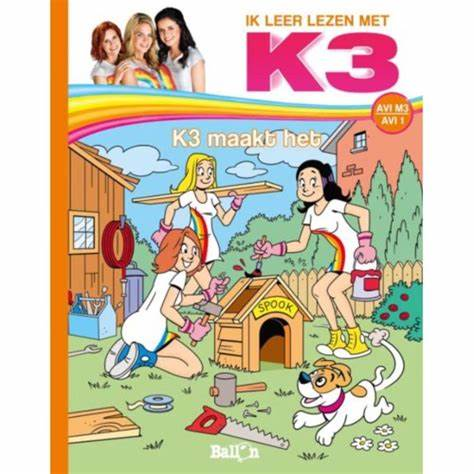 IK LEER LEZEN MET
K3
AVI M3
AVI 1
K3 maakt het
SPOOK
Ballon